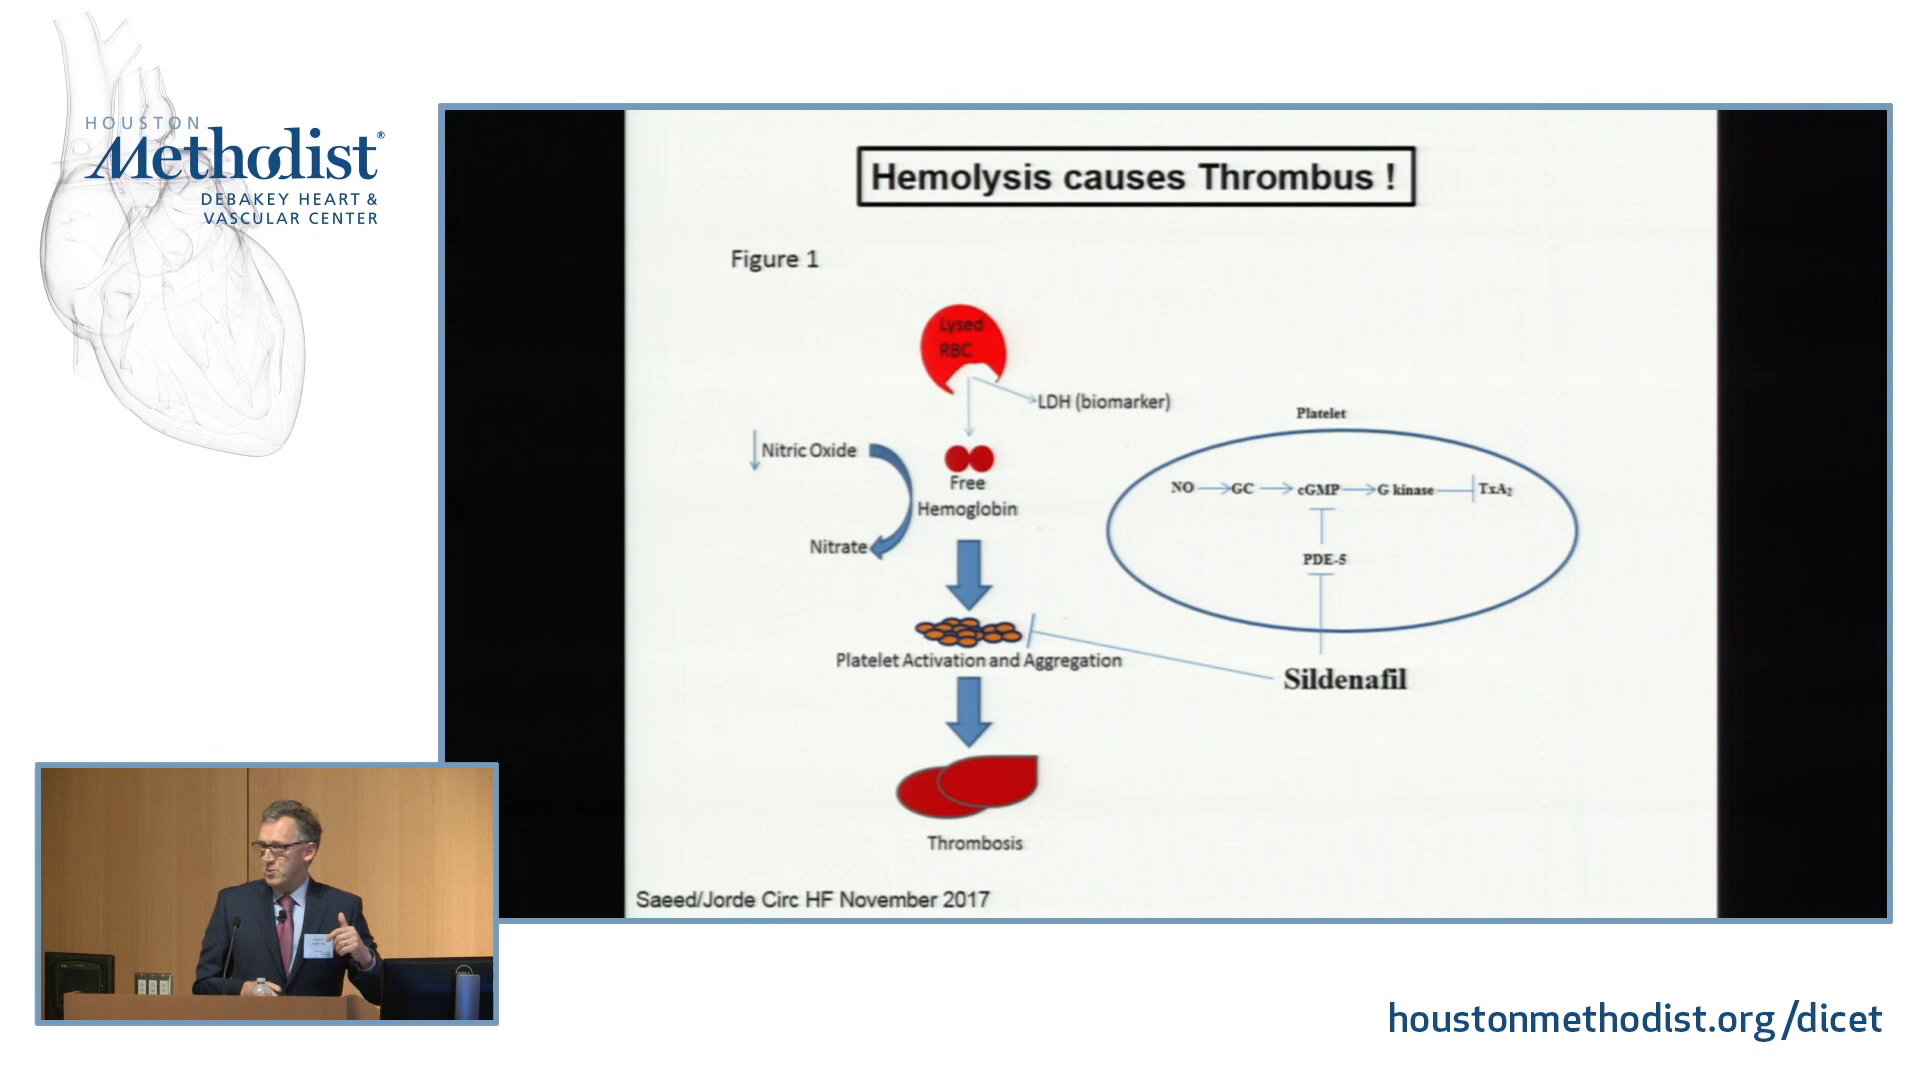 HOUSTON
Methodist®
DEBAKEY HEART &
VASCULAR CENTER
Hemolysis causes Thrombus !
Figure 1
Lysed
RBC
LDH (biomarker)
Nitric Oxide
Free
Hemoglobin
Nitrate
Platelet
NO
GC
cGMP
G kinase
TxA₂
PDE-5
Platelet Activation and Aggregation
Sildenafil
Thrombosis
Saeed/Jorde Circ HF November 2017
houstonmethodist.org/dicet